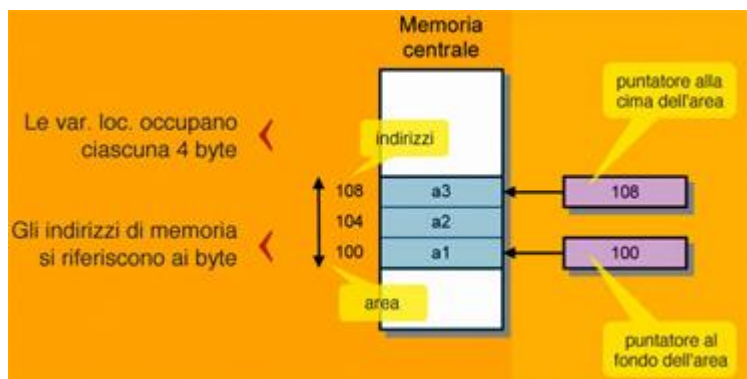 Memoria
centrale
puntatore alla
cima dell'area
Le var. loc. occupano
ciascuna 4 byte
indirizzi
108
a3
108
104
a2
Gli indirizzi di memoria
si riferiscono ai byte
100
a1
100
area
puntatore al
fondo dell'area